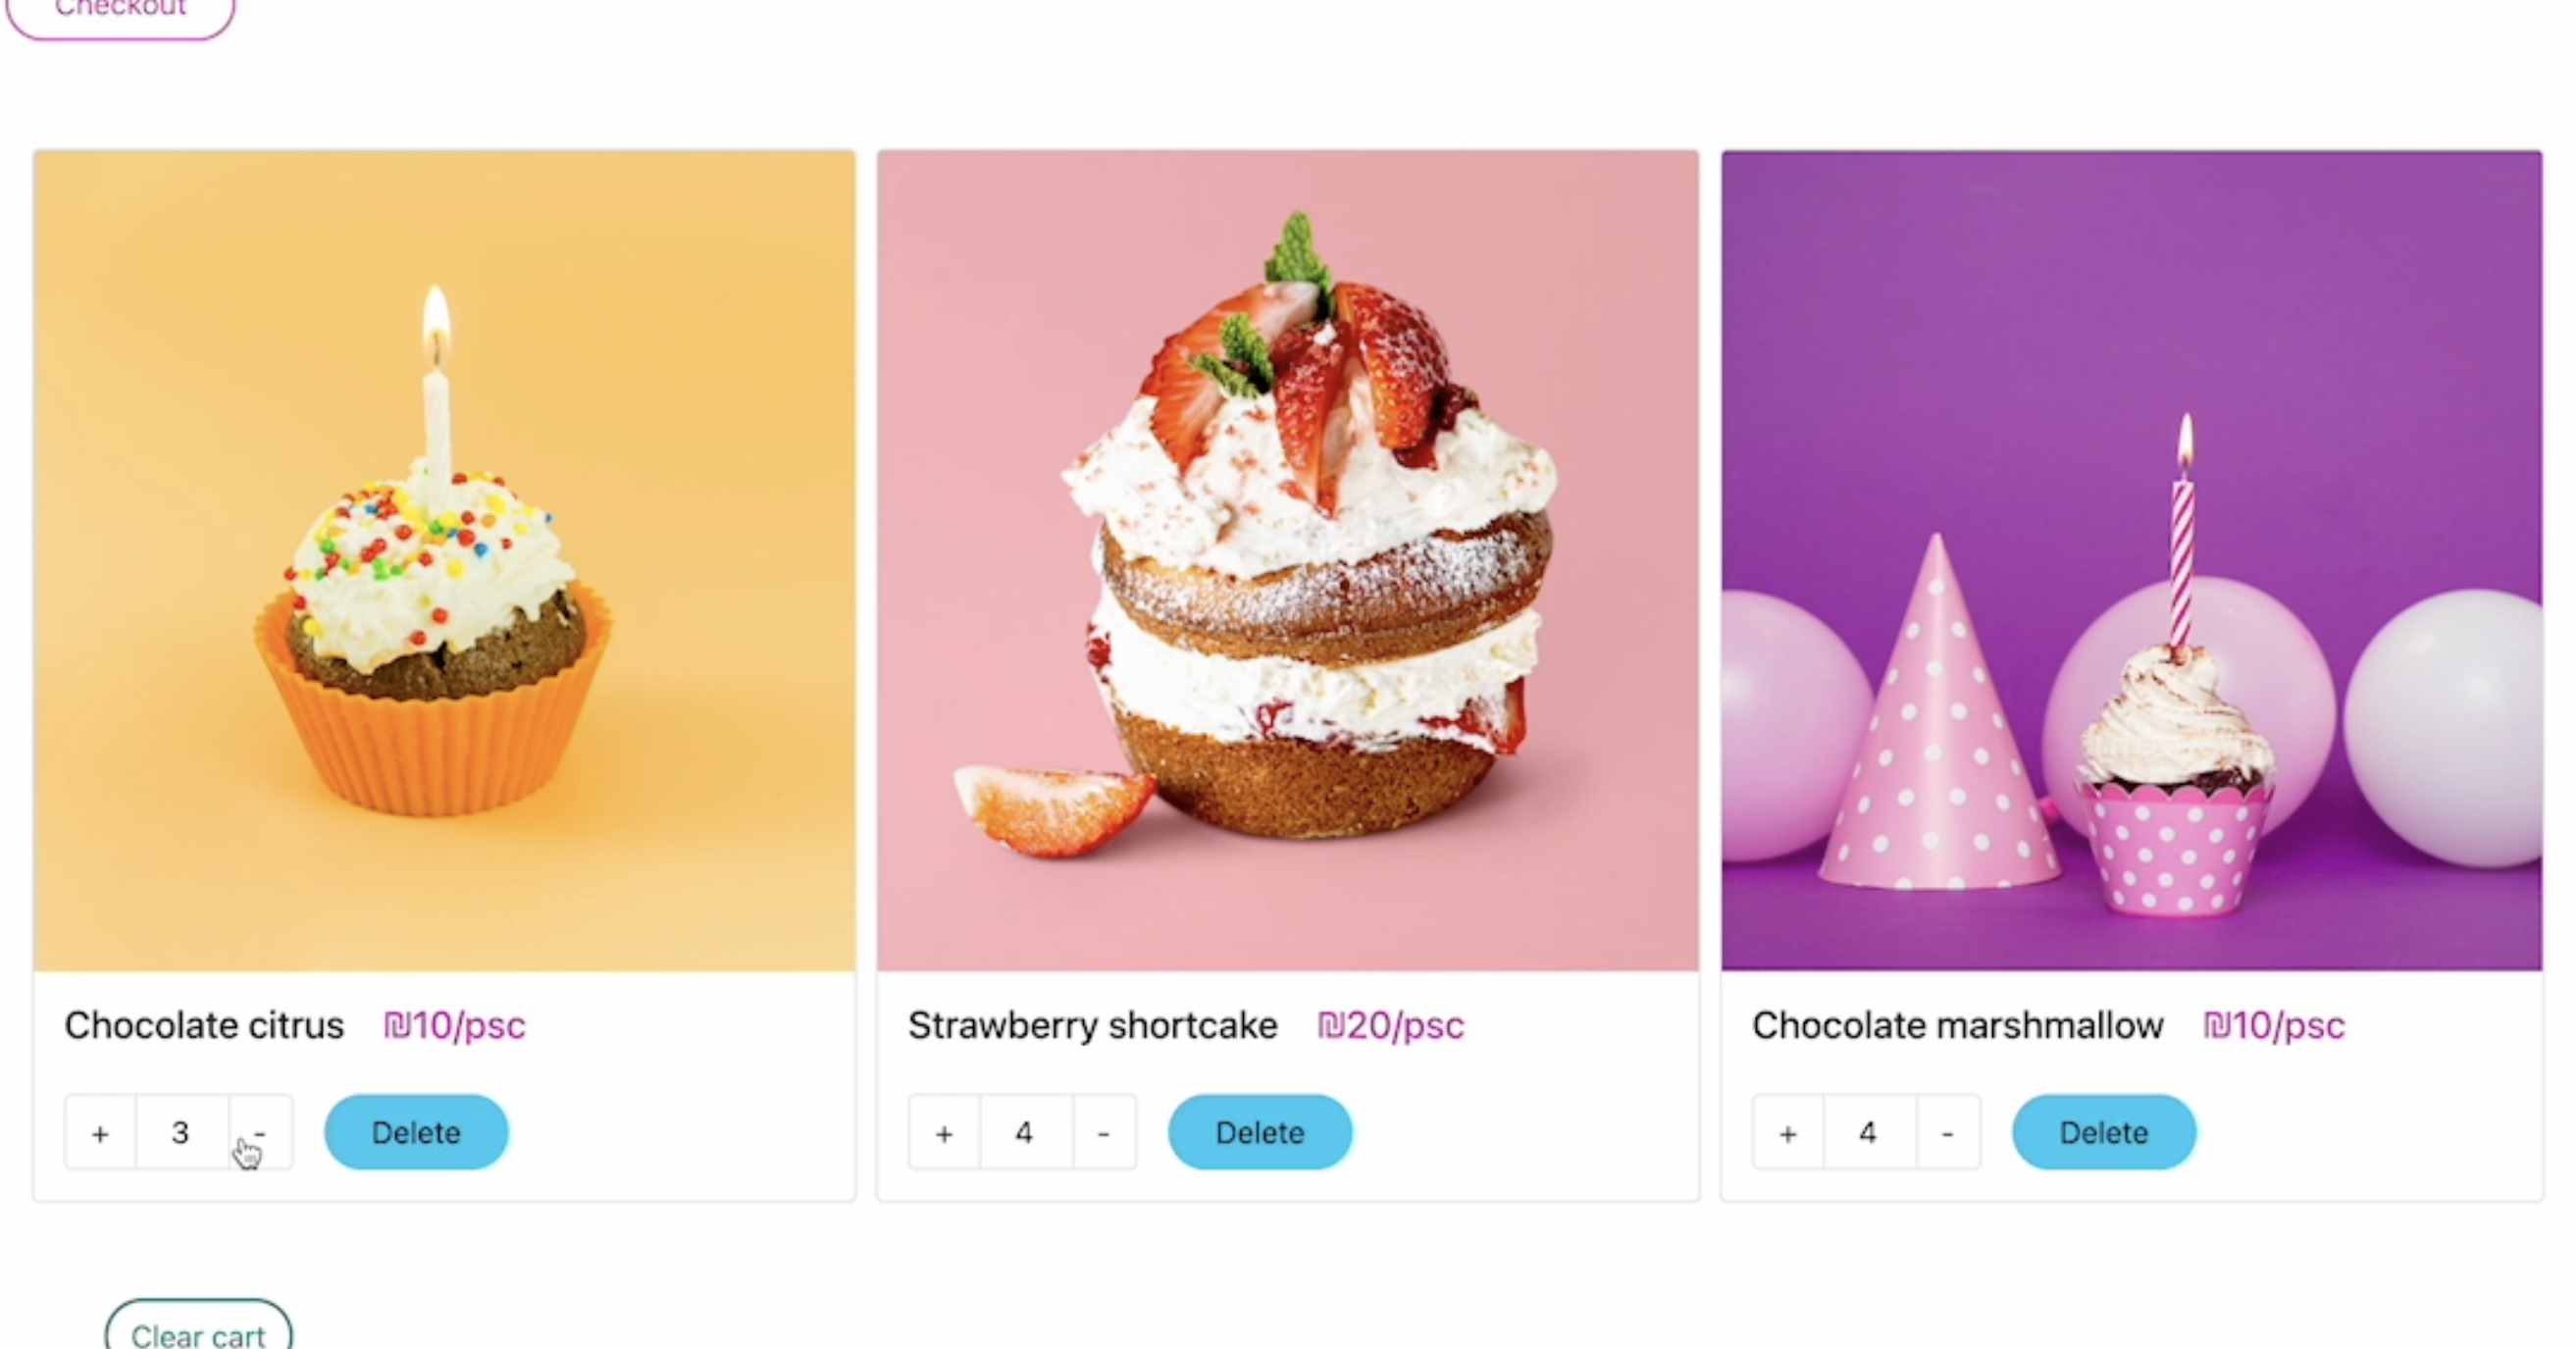 Checkout
Chocolate citrus ₪10/psc
+ 3 - Delete
Strawberry shortcake ₪20/psc
+ 4 - Delete
Chocolate marshmallow ₪10/psc
+ 4 - Delete
Clear cart